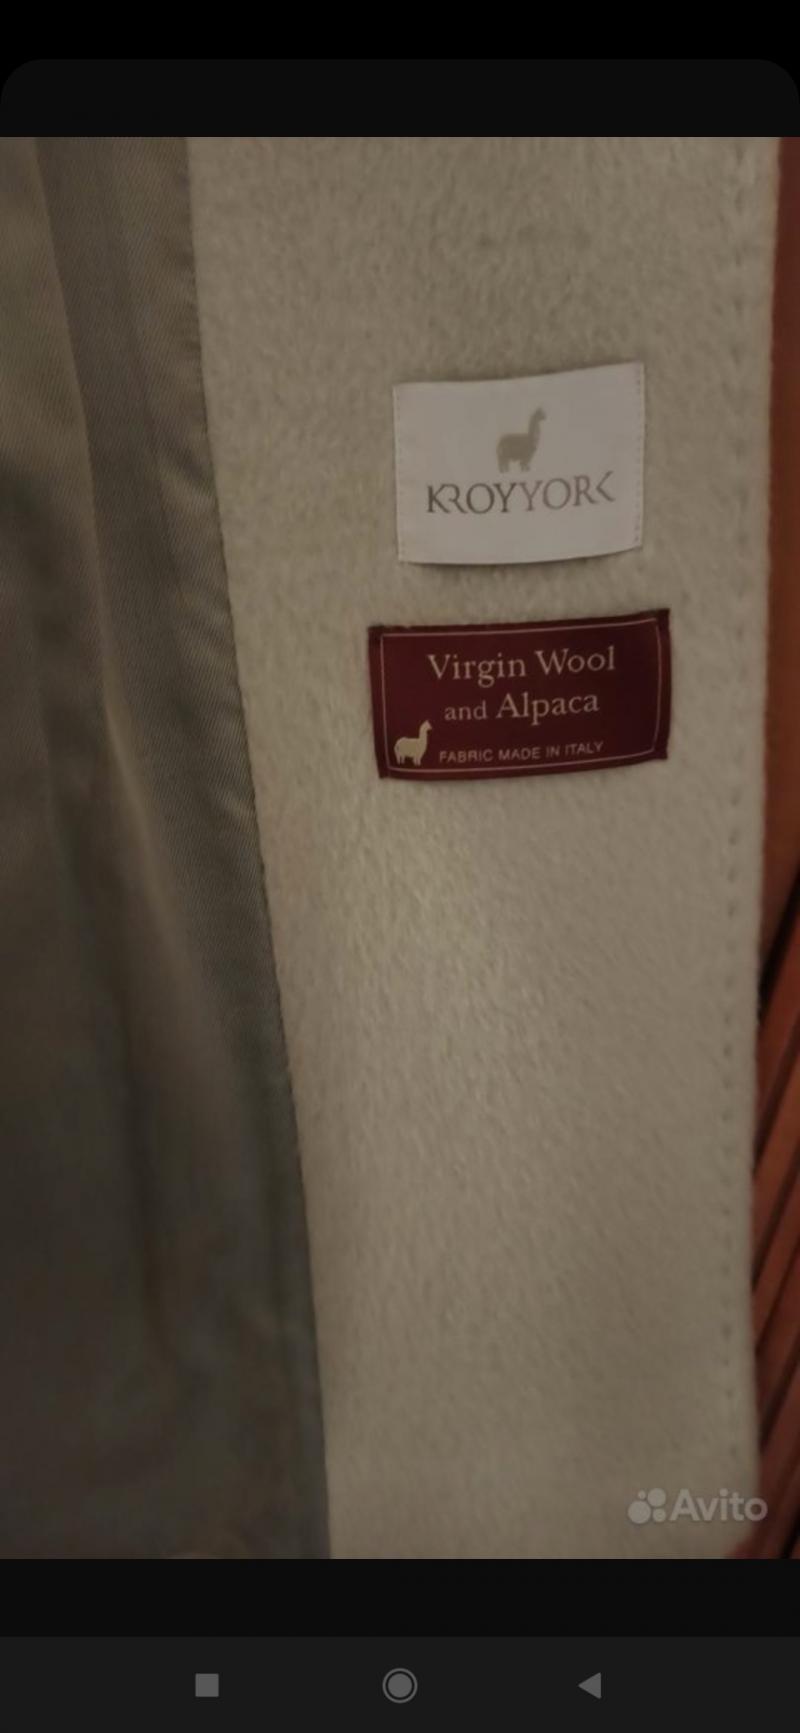 KROYYORK
Virgin Wool
and Alpaca
FABRIC MADE IN ITALY
Avito